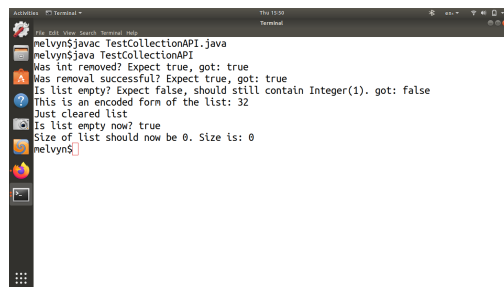 Activities
Terminal
Thu 15:50
Terminal
File Edit View Search Terminal Help
melvyn$javac TestCollectionAPI.java
melvyn$java TestCollectionAPI
Was int removed? Expect true, got: true
Was removal successful? Expect true, got: true
Is list empty? Expect false, should still contain Integer(1). got: false
This is an encoded form of the list: 32
Just cleared list
Is list empty now? true
Size of list should now be 0. Size is: 0
melvyn$